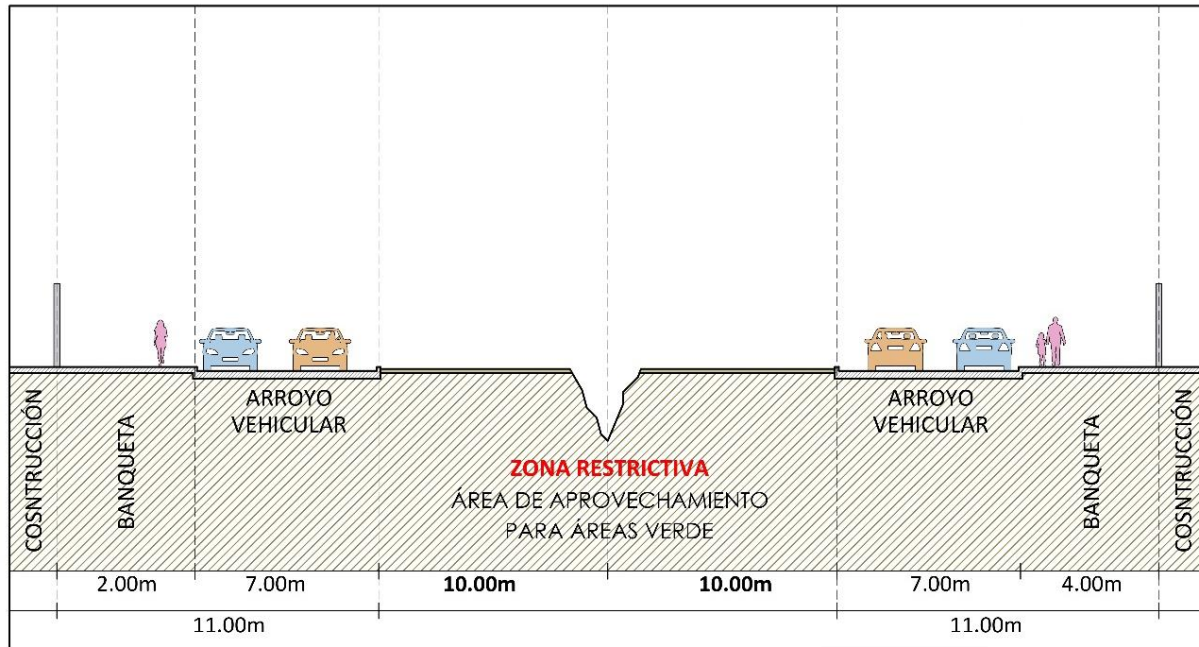 COSNTRUCCIÓN
BANQUETA
ARROYO
VEHICULAR
ZONA RESTRICTIVA
ÁREA DE APROVECHAMIENTO
PARA ÁREAS VERDE
ARROYO
VEHICULAR
BANQUETA
COSNTRUCCIÓN
2.00m 7.00m 10.00m 10.00m 7.00m 4.00m
11.00m 11.00m